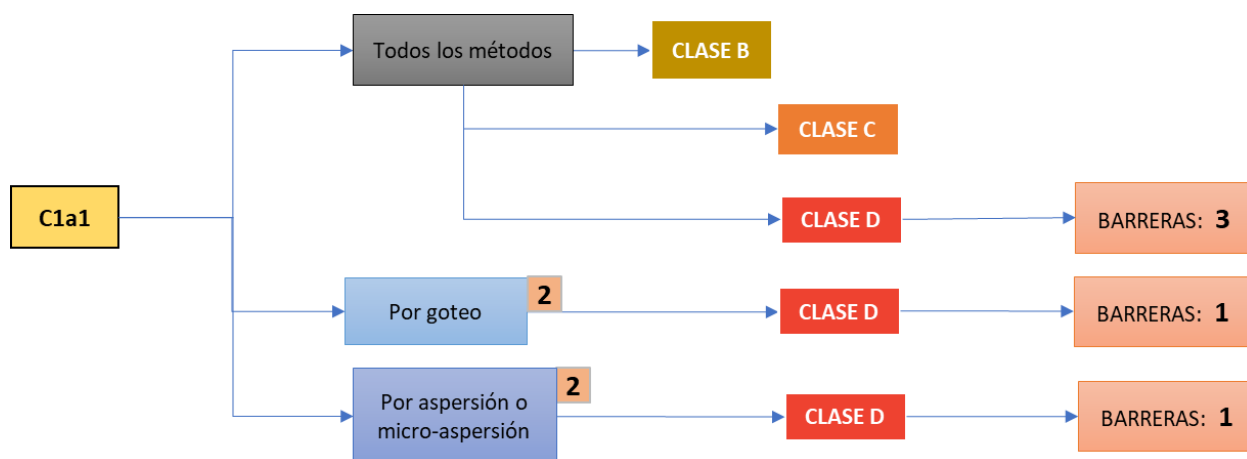 Todos los métodos
CLASE B
CLASE C
C1a1
CLASE D
BARRERAS: 3
Por goteo
2
CLASE D
BARRERAS: 1
Por aspersión o
micro-aspersión
2
CLASE D
BARRERAS: 1